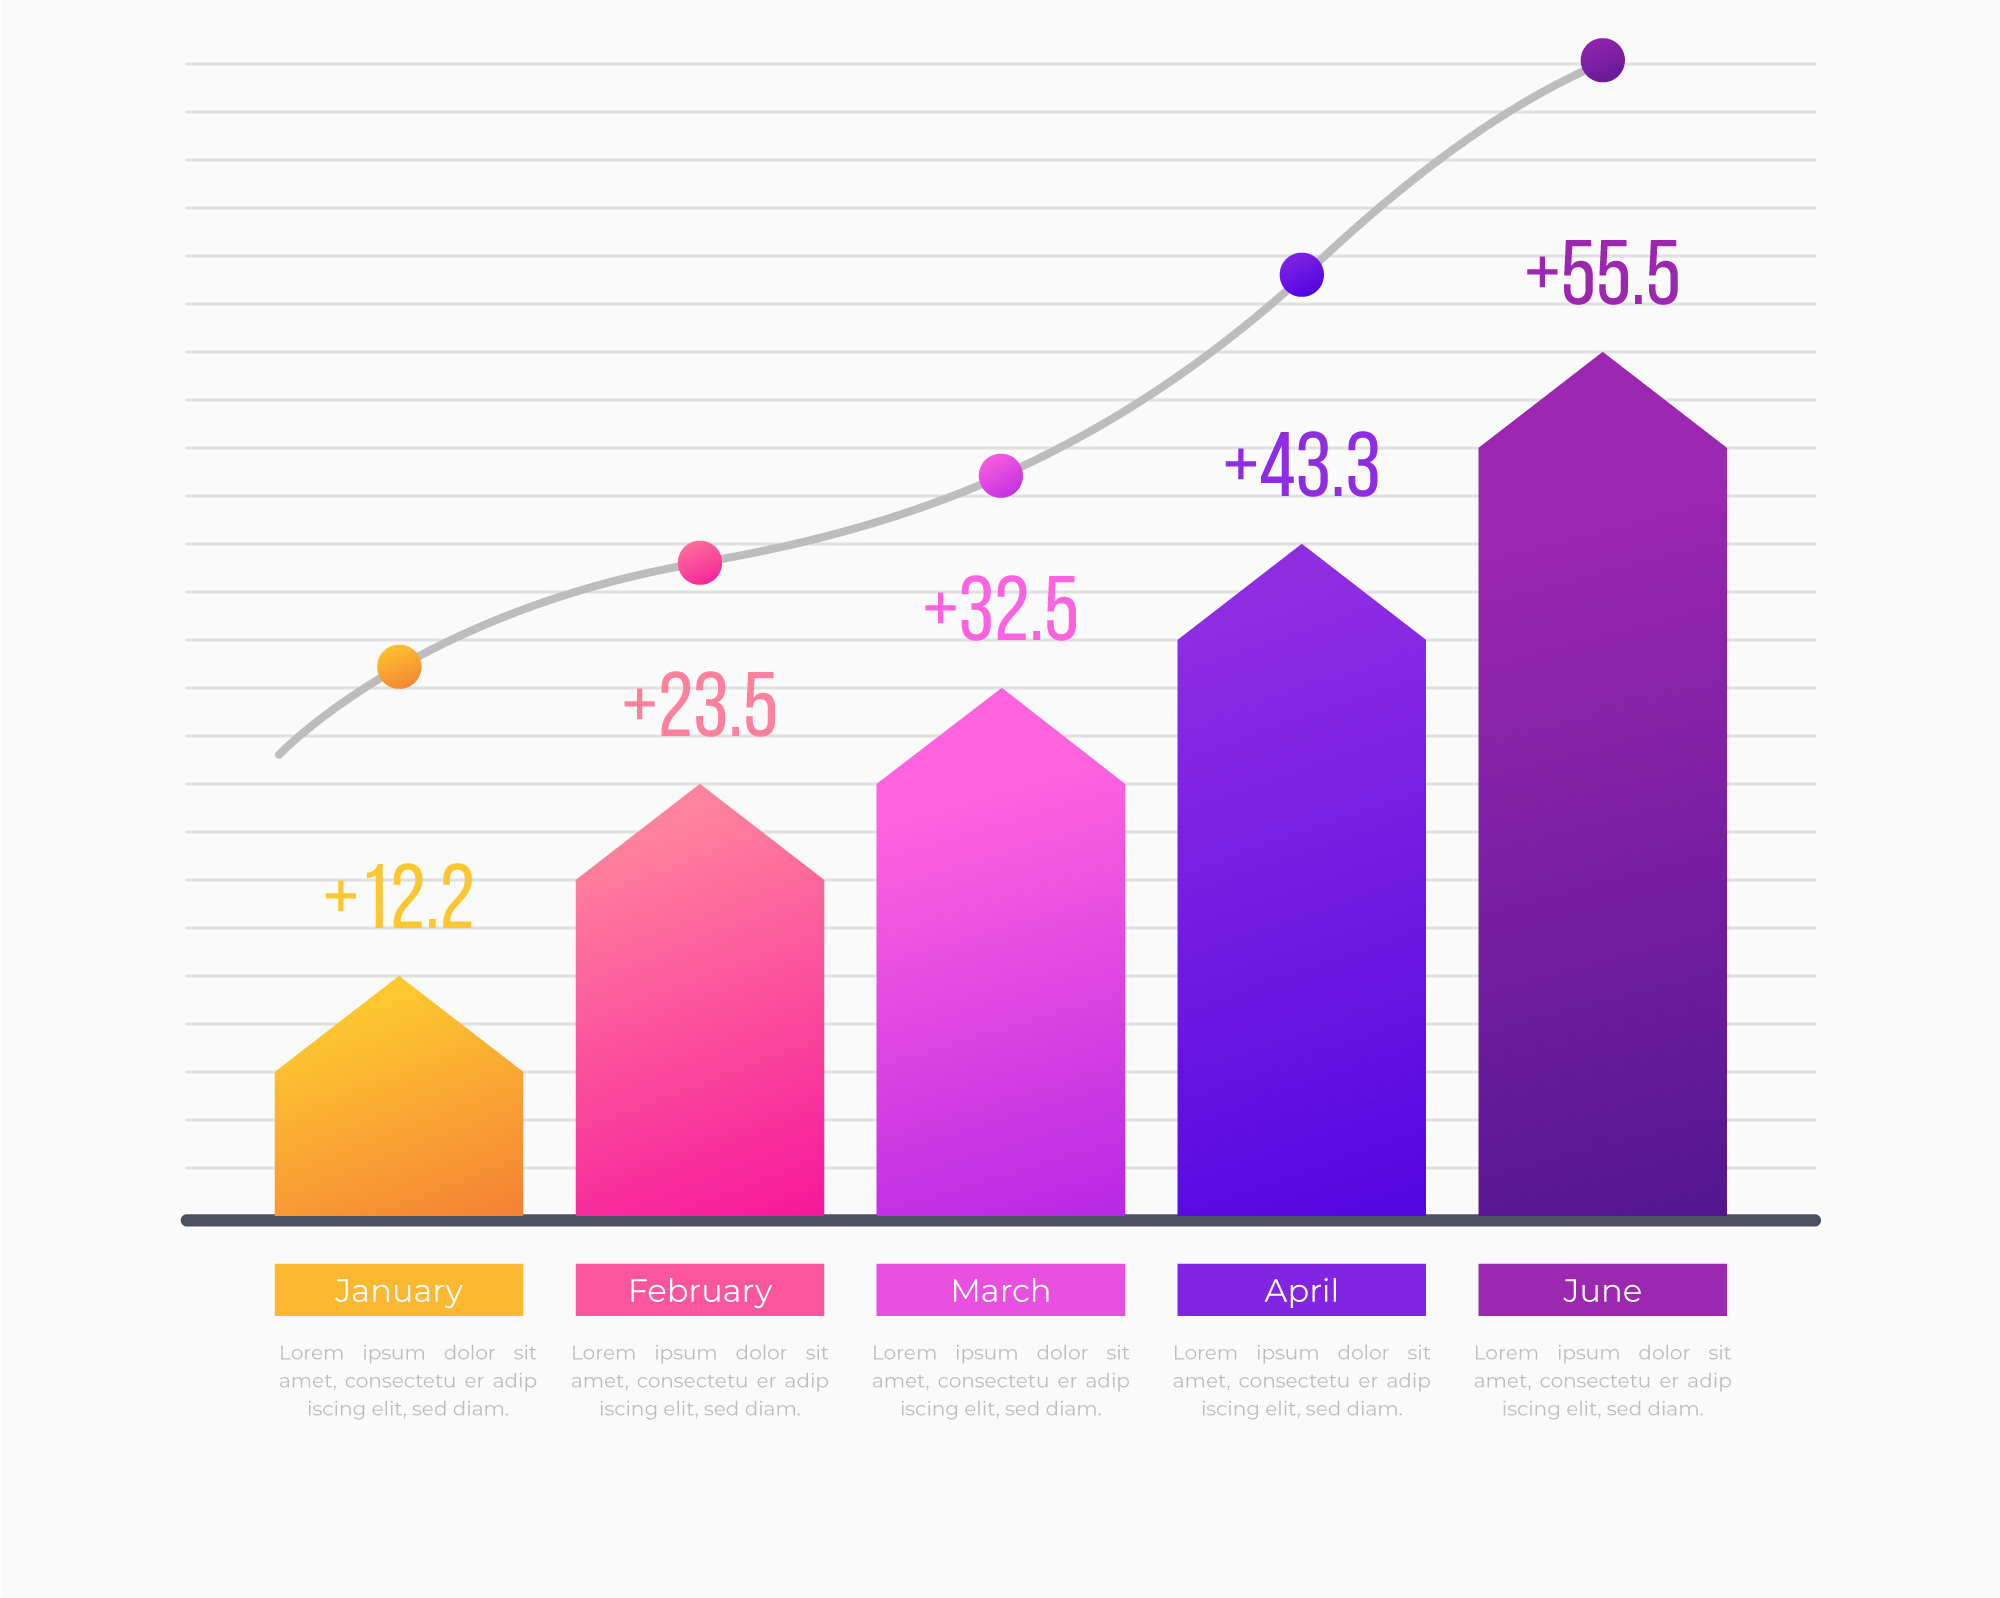 +55.5
+43.3
+32.5
+23.5
+12.2
January
February
March
April
June
Lorem ipsum dolor sit
amet, consectetu er adip
iscing elit, sed diam.
Lorem ipsum dolor sit
amet, consectetu er adip
iscing elit, sed diam.
Lorem ipsum dolor sit
amet, consectetu er adip
iscing elit, sed diam.
Lorem ipsum dolor sit
amet, consectetu er adip
iscing elit, sed diam.
Lorem ipsum dolor sit
amet, consectetu er adip
iscing elit, sed diam.